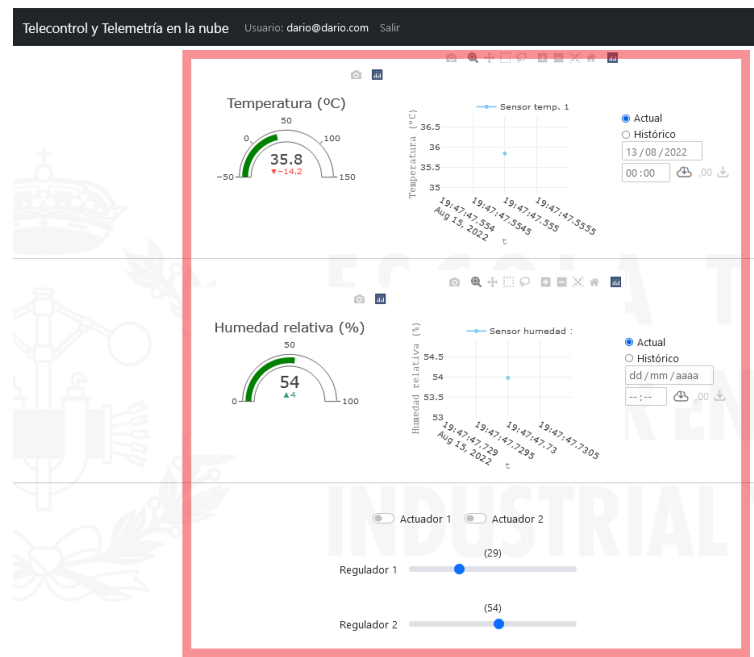 Telecontrol y Telemetría en la nube Usuario: dario@dario.com Salir
Temperatura (ºC)
−50
0
50
100
150
35.8
▼−14.2
Sensor temp. 1
Temperatura (°C)
36.5
36
35.5
35
19:47:47.554
Aug 15, 2022
19:47:47.5545
19:47:47.555
19:47:47.5555
t
Actual
Histórico
13/08/2022
00:00 ,00
Humedad relativa (%)
0
50
100
54
▲4
Sensor humedad
Humedad relativa (%)
54.5
54
53.5
53
19:47:47.729
Aug 15, 2022
19:47:47.7295
19:47:47.73
19:47:47.7305
t
Actual
Histórico
dd/mm/aaaa
--:-- ,00
Actuador 1 Actuador 2
(29)
Regulador 1
(54)
Regulador 2
INDUSTRIAL